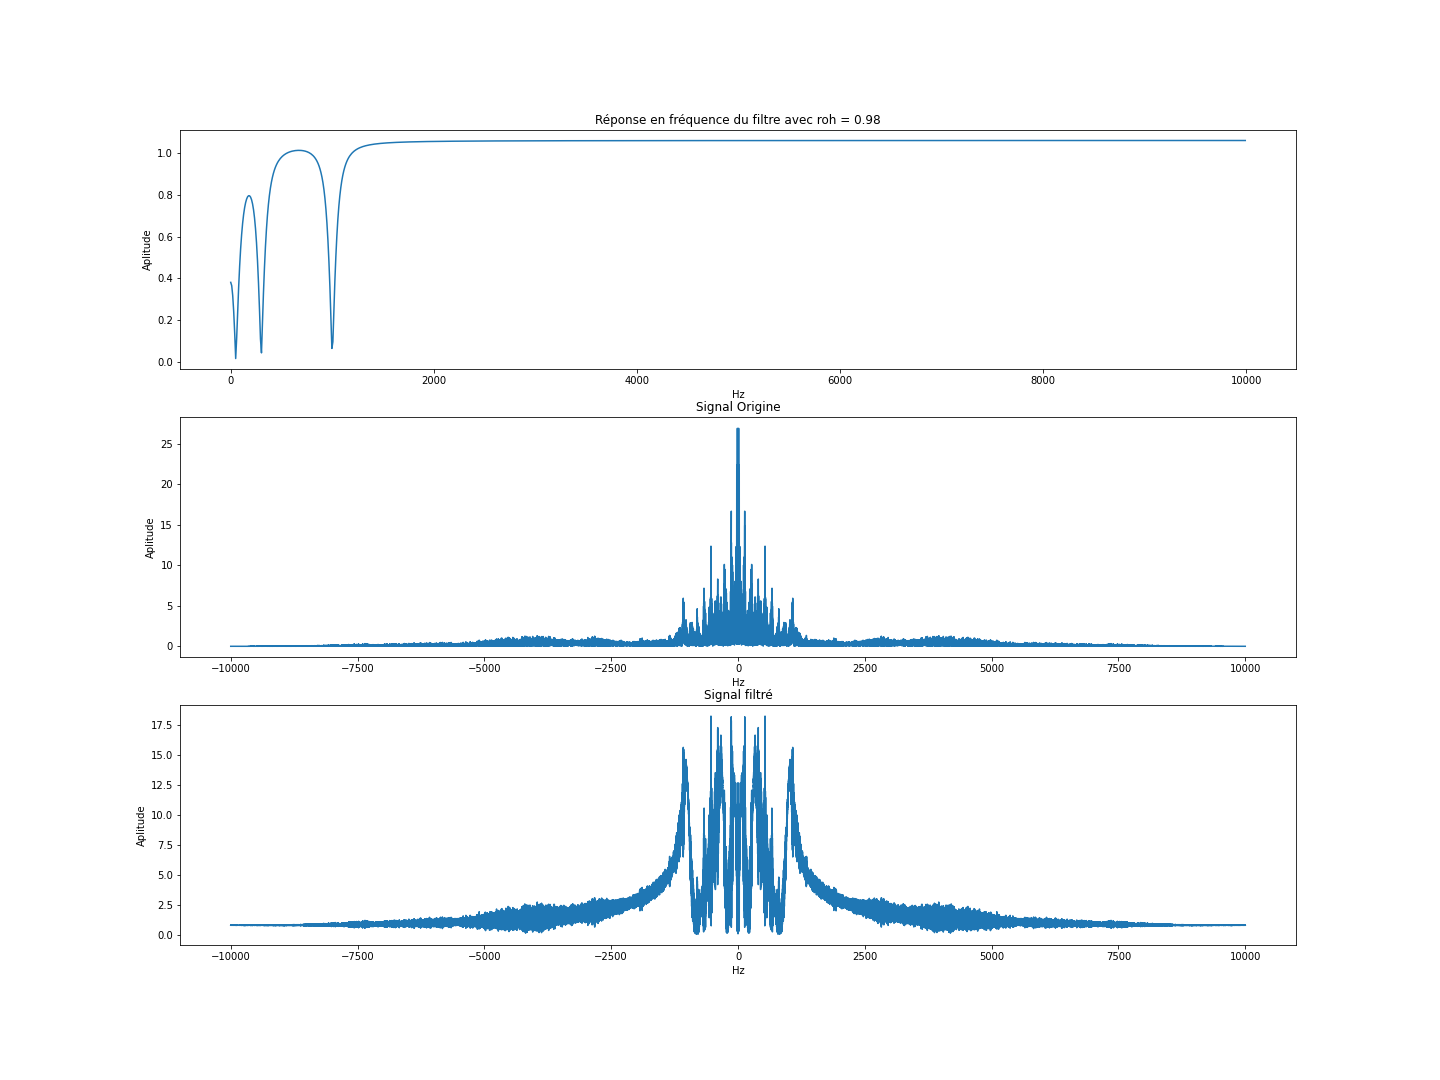 Réponse en fréquence du filtre avec roh = 0.98
Aplitude
1.0
0.8
0.6
0.4
0.2
0.0
0 2000 4000 6000 8000 10000
Hz
Signal Origine
Aplitude
25
20
15
10
5
0
−10000 −7500 −5000 −2500 0 2500 5000 7500 10000
Hz
Signal filtré
Aplitude
17.5
15.0
12.5
10.0
7.5
5.0
2.5
0.0
−10000 −7500 −5000 −2500 0 2500 5000 7500 10000
Hz